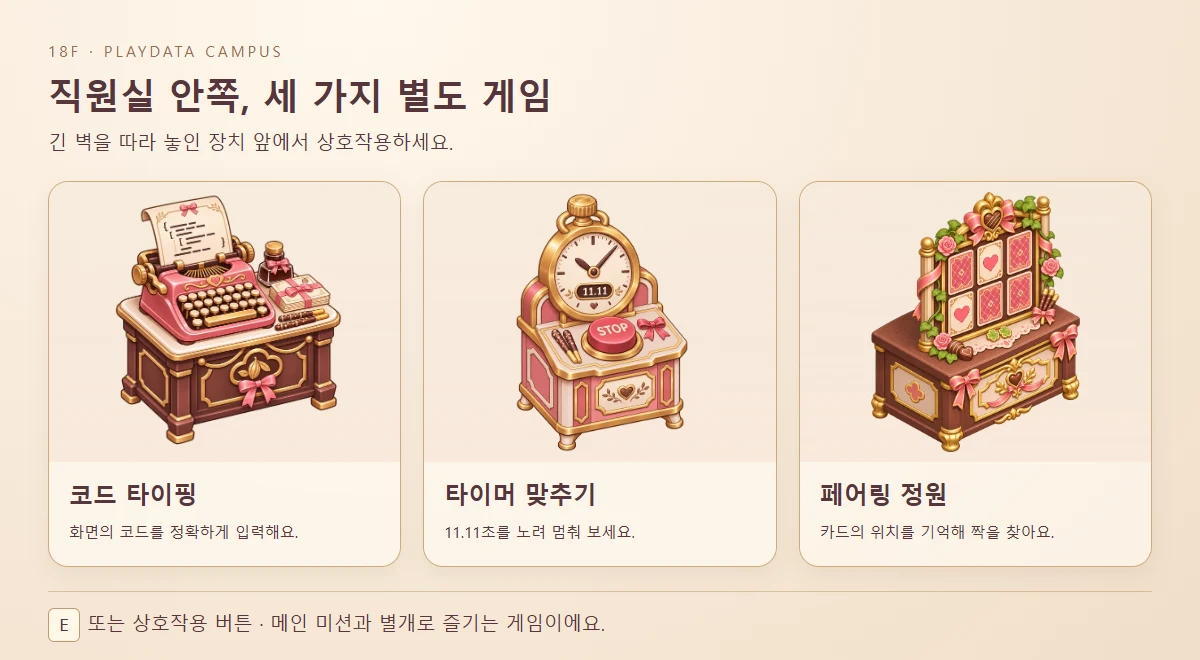 18F · PLAYDATA CAMPUS
직원실 안쪽, 세 가지 별도 게임
긴 벽을 따라 놓인 장치 앞에서 상호작용하세요.
11.11
STOP
코드 타이핑
화면의 코드를 정확하게 입력해요.
타이머 맞추기
11.11초를 노려 멈춰 보세요.
페어링 정원
카드의 위치를 기억해 짝을 찾아요.
E 또는 상호작용 버튼 · 메인 미션과 별개로 즐기는 게임이에요.